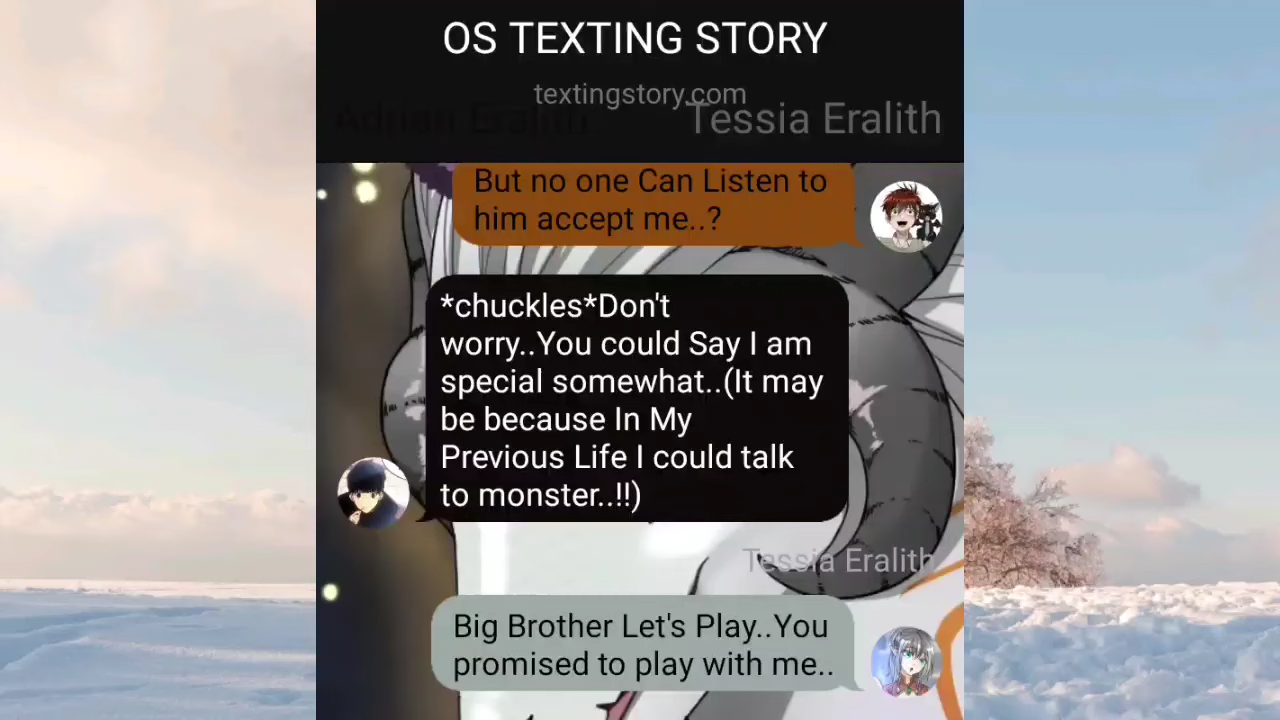 OS TEXTING STORY
textingstory.com
Adrian Eralith
Tessia Eralith
But no one Can Listen to
him accept me..?
*chuckles*Don't
worry..You could Say I am
special somewhat..(It may
be because In My
Previous Life I could talk
to monster..!!)
Tessia Eralith
Big Brother Let's Play..You
promised to play with me..